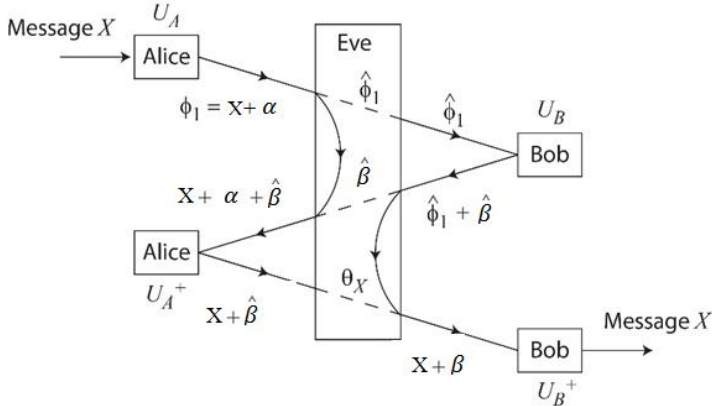 U_A
Message X
Alice
Eve
ϕ₁ = X+ α
ϕ̂₁
ϕ̂₁
U_B
Bob
X+ α + β̂
β̂
ϕ̂₁ + β̂
Alice
U_A⁺
X+ β̂
θ_X
X+ β
Bob
Message X
U_B⁺